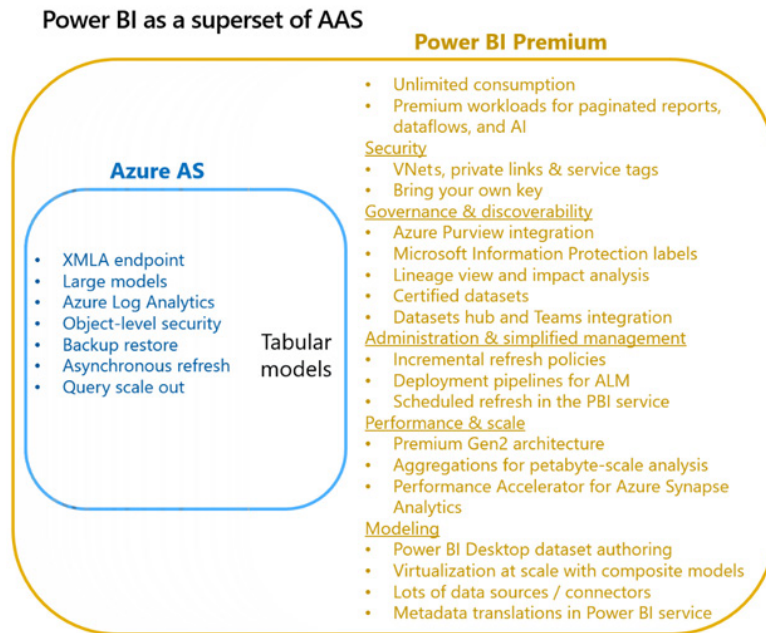 Power BI as a superset of AAS
Power BI Premium
• Unlimited consumption
• Premium workloads for paginated reports,
dataflows, and AI
Security
• VNets, private links & service tags
• Bring your own key
Governance & discoverability
• Azure Purview integration
• Microsoft Information Protection labels
• Lineage view and impact analysis
• Certified datasets
• Datasets hub and Teams integration
Administration & simplified management
• Incremental refresh policies
• Deployment pipelines for ALM
• Scheduled refresh in the PBI service
Performance & scale
• Premium Gen2 architecture
• Aggregations for petabyte-scale analysis
• Performance Accelerator for Azure Synapse
Analytics
Modeling
• Power BI Desktop dataset authoring
• Virtualization at scale with composite models
• Lots of data sources / connectors
• Metadata translations in Power BI service
Azure AS
• XMLA endpoint
• Large models
• Azure Log Analytics
• Object-level security
• Backup restore
• Asynchronous refresh
• Query scale out
Tabular
models